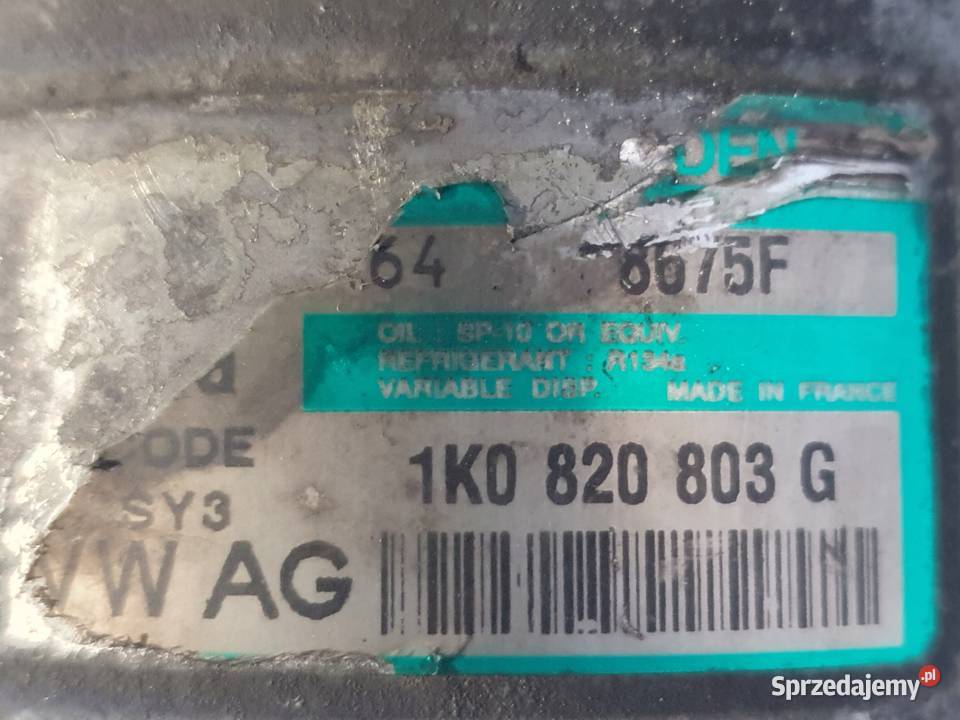 DEN
64 8675F
OIL : SP-10 OR EQUIV.
REFRIGERANT : R134a
VARIABLE DISP. MADE IN FRANCE
CODE
1K0 820 803 G
SY3
VW AG
Sprzedajemy.pl